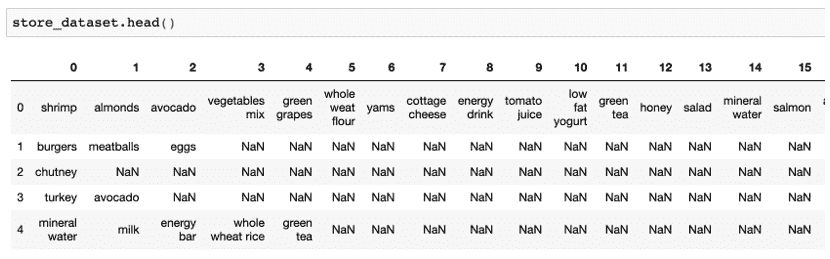 store_dataset.head()
0 1 2 3 4 5 6 7 8 9 10 11 12 13 14 15
0 shrimp almonds avocado vegetables mix green grapes whole weat flour yams cottage cheese energy drink tomato juice low fat yogurt green tea honey salad mineral water salmon
1 burgers meatballs eggs NaN NaN NaN NaN NaN NaN NaN NaN NaN NaN NaN NaN NaN
2 chutney NaN NaN NaN NaN NaN NaN NaN NaN NaN NaN NaN NaN NaN NaN NaN
3 turkey avocado NaN NaN NaN NaN NaN NaN NaN NaN NaN NaN NaN NaN NaN NaN
4 mineral water milk energy bar whole wheat rice green tea NaN NaN NaN NaN NaN NaN NaN NaN NaN NaN NaN